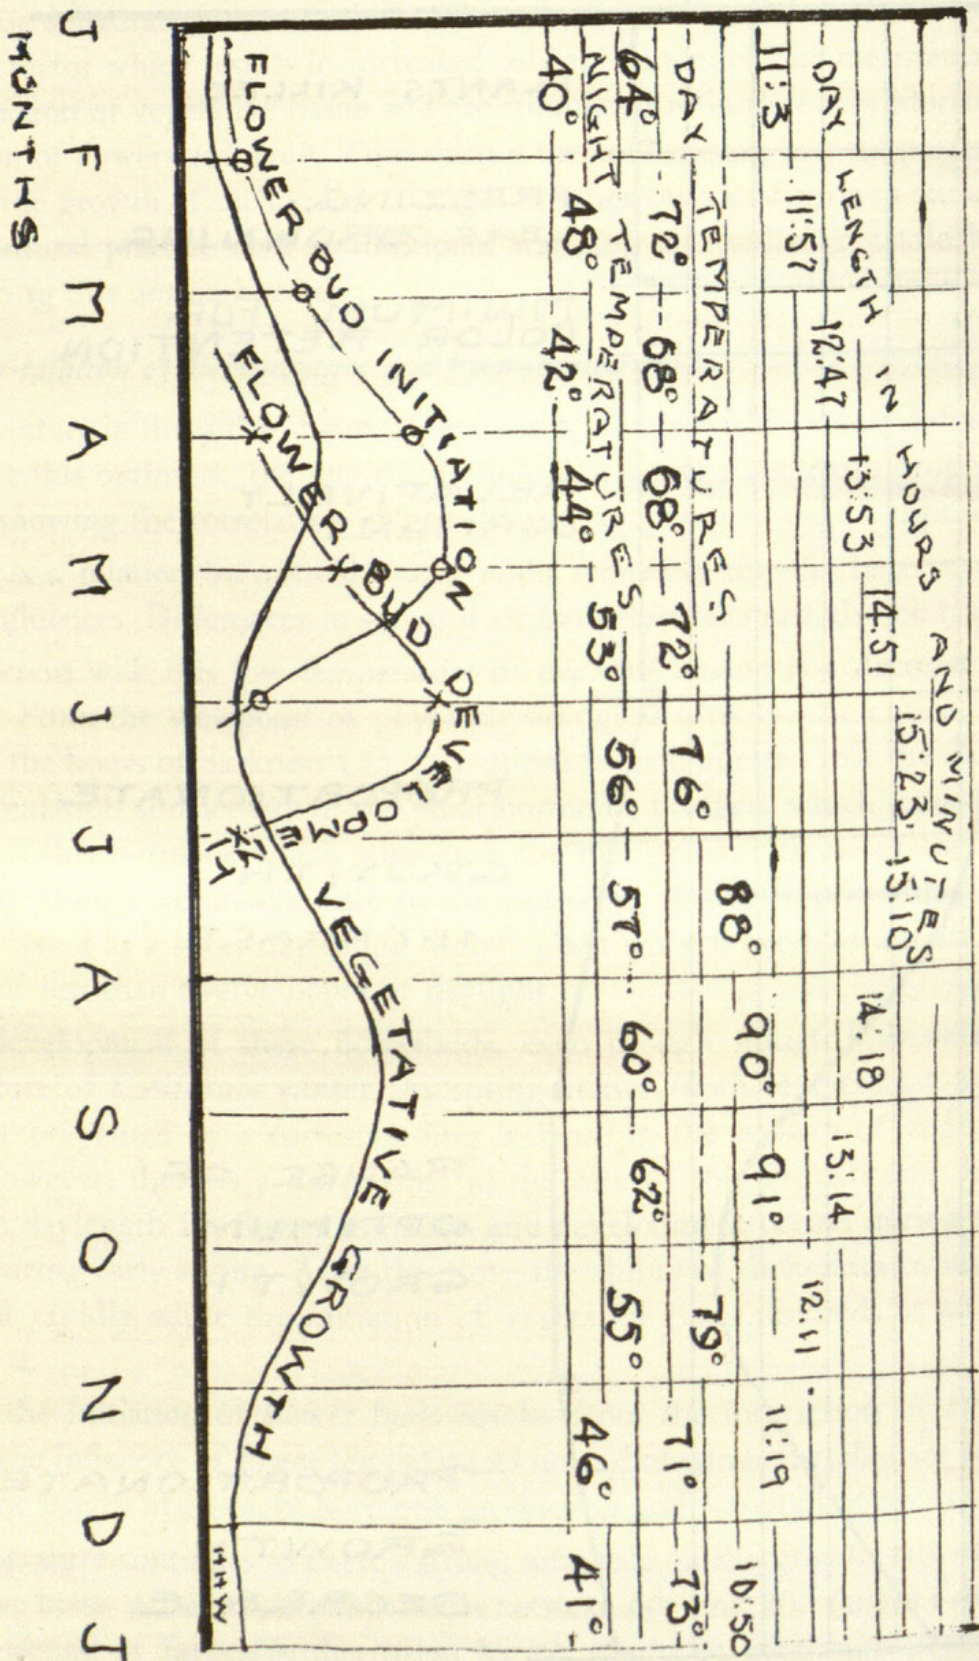 DAY LENGTH IN HOURS AND MINUTES
11:3 11:57 12:47 13:53 14:51 15:23 15:10 14:18 13:14 12:11 11:19 10:50
DAY TEMPERATURES
64° 72° 68° 68° 72° 76° 88° 90° 91° 79° 71° 73°
NIGHT TEMPERATURES
40° 48° 42° 44° 53° 56° 57° 60° 62° 55° 46° 41°
FLOWER BUD INITIATION
FLOWER BUD DEVELOPMENT
VEGETATIVE GROWTH
J F M A M J J A S O N D J
MONTHS